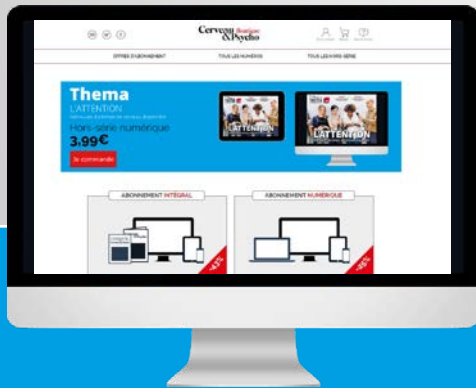 Cerveau Boutique
&Psycho
OFFRES D'ABONNEMENT TOUS LES NUMÉROS TOUS LES HORS-SÉRIE
Thema
L'ATTENTION
Hors-série numérique
3,99€
Je commande
L'ATTENTION
L'ATTENTION
ABONNEMENT INTÉGRAL
ABONNEMENT NUMÉRIQUE